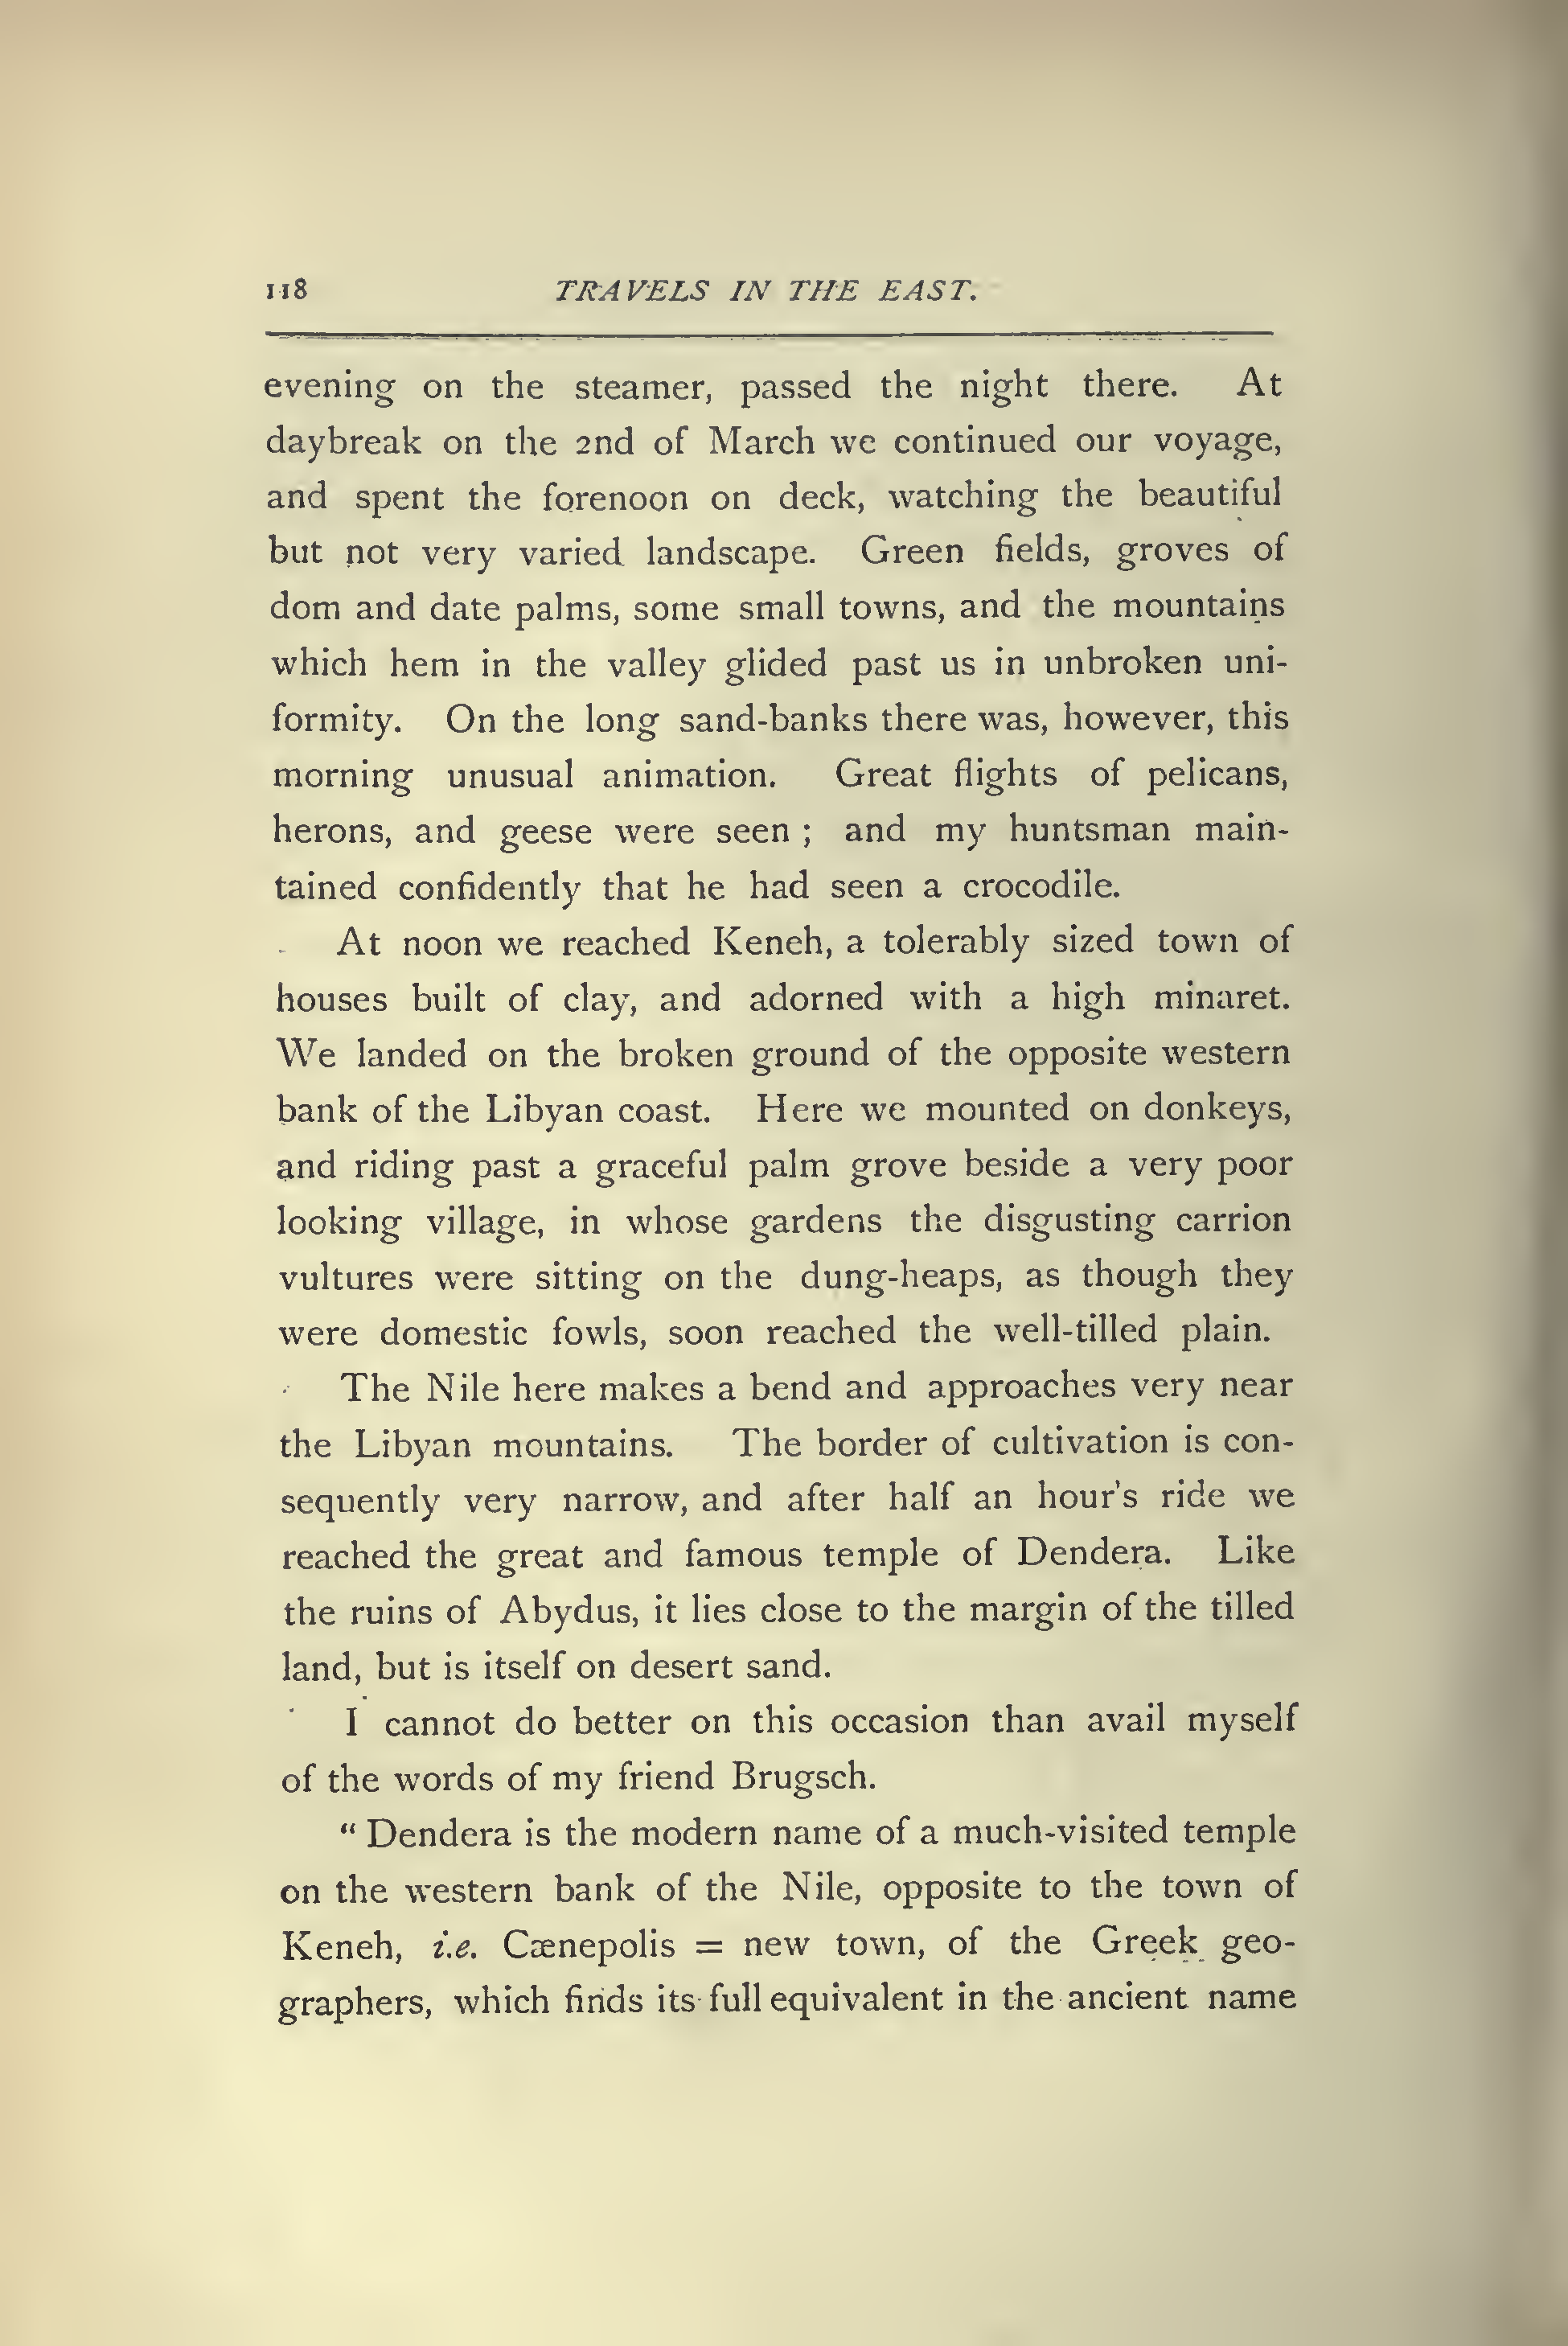 118 TRAVELS IN THE EAST.
evening on the steamer, passed the night there. At
daybreak on the 2nd of March we continued our voyage,
and spent the forenoon on deck, watching the beautiful
but not very varied landscape. Green fields, groves of
dom and date palms, some small towns, and the mountains
which hem in the valley glided past us in unbroken uni-
formity. On the long sand-banks there was, however, this
morning unusual animation. Great flights of pelicans,
herons, and geese were seen ; and my huntsman main-
tained confidently that he had seen a crocodile.
At noon we reached Keneh, a tolerably sized town of
houses built of clay, and adorned with a high minaret.
We landed on the broken ground of the opposite western
bank of the Libyan coast. Here we mounted on donkeys,
and riding past a graceful palm grove beside a very poor
looking village, in whose gardens the disgusting carrion
vultures were sitting on the dung-heaps, as though they
were domestic fowls, soon reached the well-tilled plain.
The Nile here makes a bend and approaches very near
the Libyan mountains. The border of cultivation is con-
sequently very narrow, and after half an hour's ride we
reached the great and famous temple of Dendera. Like
the ruins of Abydus, it lies close to the margin of the tilled
land, but is itself on desert sand.
I cannot do better on this occasion than avail myself
of the words of my friend Brugsch.
“ Dendera is the modern name of a much-visited temple
on the western bank of the Nile, opposite to the town of
Keneh, i.e. Cænepolis = new town, of the Greek geo-
graphers, which finds its full equivalent in the ancient name